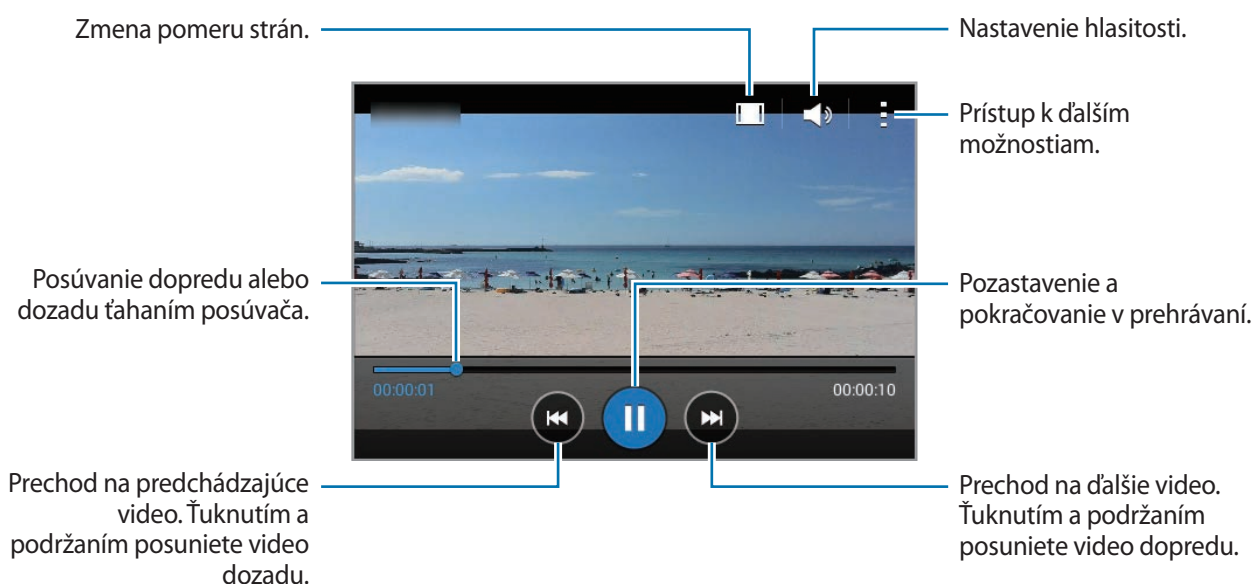 Zmena pomeru strán.
Nastavenie hlasitosti.
Prístup k ďalším
možnostiam.
Posúvanie dopredu alebo
dozadu ťahaním posúvača.
Pozastavenie a
pokračovanie v prehrávaní.
00:00:01
00:00:10
Prechod na predchádzajúce
video. Ťuknutím a
podržaním posuniete video
dozadu.
Prechod na ďalšie video.
Ťuknutím a podržaním
posuniete video dopredu.